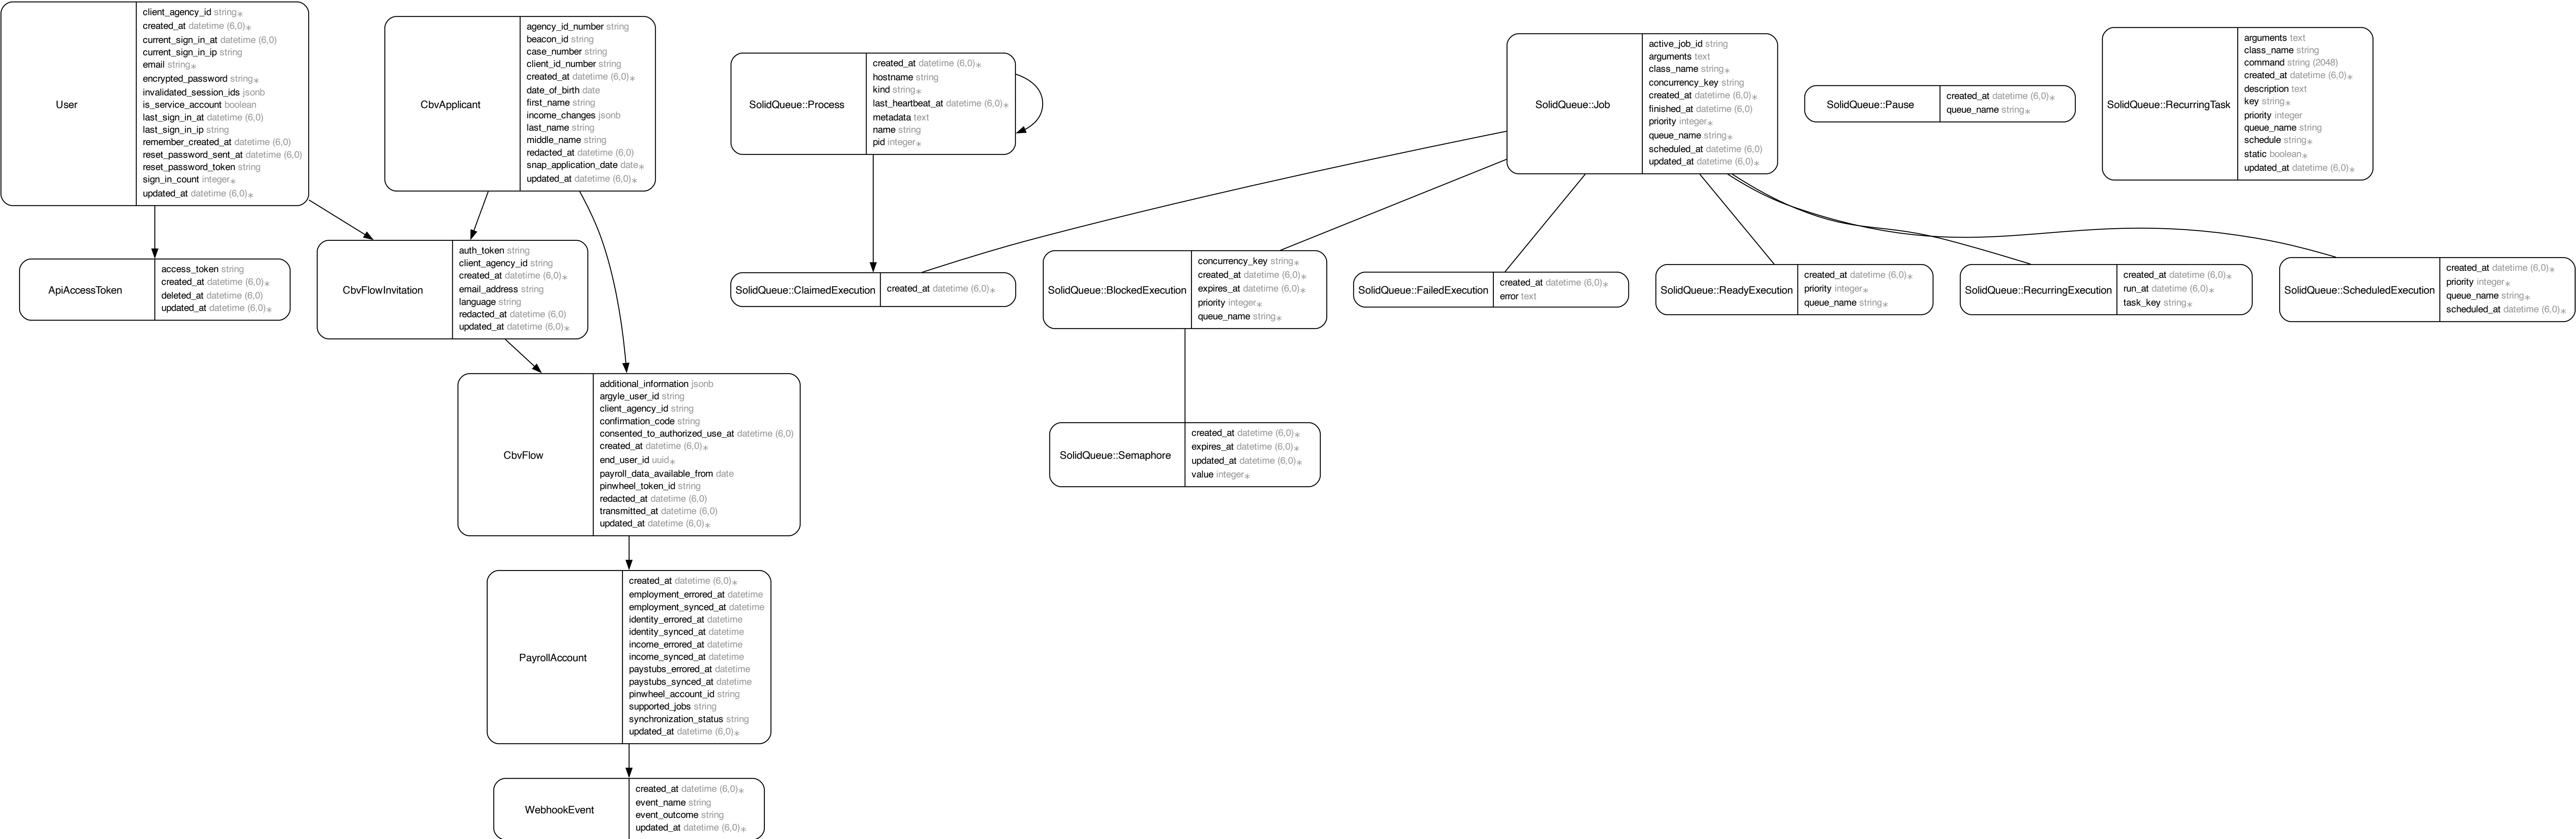 User
client_agency_id string∗
created_at datetime (6,0)∗
current_sign_in_at datetime (6,0)
current_sign_in_ip string
email string∗
encrypted_password string∗
invalidated_session_ids jsonb
is_service_account boolean
last_sign_in_at datetime (6,0)
last_sign_in_ip string
remember_created_at datetime (6,0)
reset_password_sent_at datetime (6,0)
reset_password_token string
sign_in_count integer∗
updated_at datetime (6,0)∗
CbvApplicant
agency_id_number string
beacon_id string
case_number string
client_id_number string
created_at datetime (6,0)∗
date_of_birth date
first_name string
income_changes jsonb
last_name string
middle_name string
redacted_at datetime (6,0)
snap_application_date date∗
updated_at datetime (6,0)∗
SolidQueue::Process
created_at datetime (6,0)∗
hostname string
kind string∗
last_heartbeat_at datetime (6,0)∗
metadata text
name string
pid integer∗
SolidQueue::Job
active_job_id string
arguments text
class_name string∗
concurrency_key string
created_at datetime (6,0)∗
finished_at datetime (6,0)
priority integer∗
queue_name string∗
scheduled_at datetime (6,0)
updated_at datetime (6,0)∗
SolidQueue::Pause
created_at datetime (6,0)∗
queue_name string∗
SolidQueue::RecurringTask
arguments text
class_name string
command string (2048)
created_at datetime (6,0)∗
description text
key string∗
priority integer
queue_name string
schedule string∗
static boolean∗
updated_at datetime (6,0)∗
ApiAccessToken
access_token string
created_at datetime (6,0)∗
deleted_at datetime (6,0)
updated_at datetime (6,0)∗
CbvFlowInvitation
auth_token string
client_agency_id string
created_at datetime (6,0)∗
email_address string
language string
redacted_at datetime (6,0)
updated_at datetime (6,0)∗
SolidQueue::ClaimedExecution
created_at datetime (6,0)∗
SolidQueue::BlockedExecution
concurrency_key string∗
created_at datetime (6,0)∗
expires_at datetime (6,0)∗
priority integer∗
queue_name string∗
SolidQueue::FailedExecution
created_at datetime (6,0)∗
error text
SolidQueue::ReadyExecution
created_at datetime (6,0)∗
priority integer∗
queue_name string∗
SolidQueue::RecurringExecution
created_at datetime (6,0)∗
run_at datetime (6,0)∗
task_key string∗
SolidQueue::ScheduledExecution
created_at datetime (6,0)∗
priority integer∗
queue_name string∗
scheduled_at datetime (6,0)∗
CbvFlow
additional_information jsonb
argyle_user_id string
client_agency_id string
confirmation_code string
consented_to_authorized_use_at datetime (6,0)
created_at datetime (6,0)∗
end_user_id uuid∗
payroll_data_available_from date
pinwheel_token_id string
redacted_at datetime (6,0)
transmitted_at datetime (6,0)
updated_at datetime (6,0)∗
SolidQueue::Semaphore
created_at datetime (6,0)∗
expires_at datetime (6,0)∗
updated_at datetime (6,0)∗
value integer∗
PayrollAccount
created_at datetime (6,0)∗
employment_errored_at datetime
employment_synced_at datetime
identity_errored_at datetime
identity_synced_at datetime
income_errored_at datetime
income_synced_at datetime
paystubs_errored_at datetime
paystubs_synced_at datetime
pinwheel_account_id string
supported_jobs string
synchronization_status string
updated_at datetime (6,0)∗
WebhookEvent
created_at datetime (6,0)∗
event_name string
event_outcome string
updated_at datetime (6,0)∗